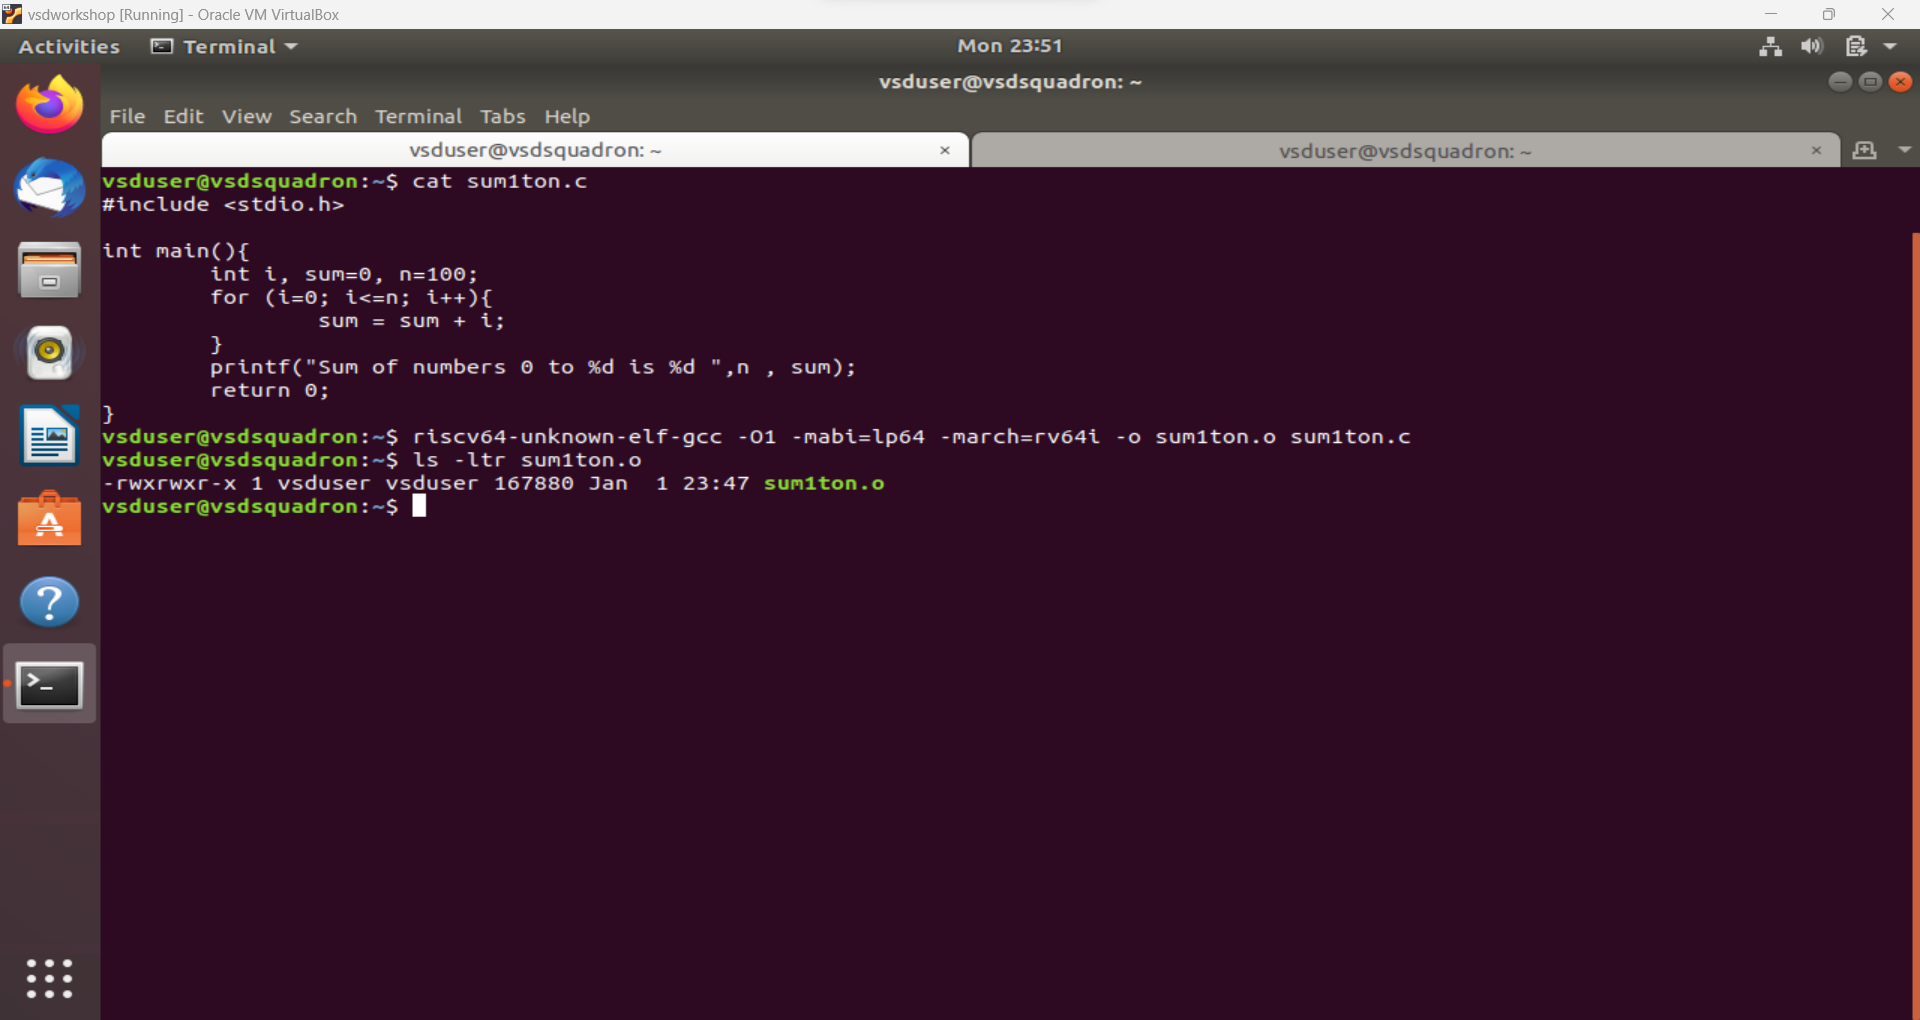 vsdworkshop [Running] - Oracle VM VirtualBox
Activities Terminal Mon 23:51
vsduser@vsdsquadron: ~
File Edit View Search Terminal Tabs Help
vsduser@vsdsquadron: ~ × vsduser@vsdsquadron: ~ ×
vsduser@vsdsquadron:~$ cat sum1ton.c
#include <stdio.h>
int main(){
        int i, sum=0, n=100;
        for (i=0; i<=n; i++){
                sum = sum + i;
        }
        printf("Sum of numbers 0 to %d is %d ",n , sum);
        return 0;
}
vsduser@vsdsquadron:~$ riscv64-unknown-elf-gcc -O1 -mabi=lp64 -march=rv64i -o sum1ton.o sum1ton.c
vsduser@vsdsquadron:~$ ls -ltr sum1ton.o
-rwxrwxr-x 1 vsduser vsduser 167880 Jan  1 23:47 sum1ton.o
vsduser@vsdsquadron:~$